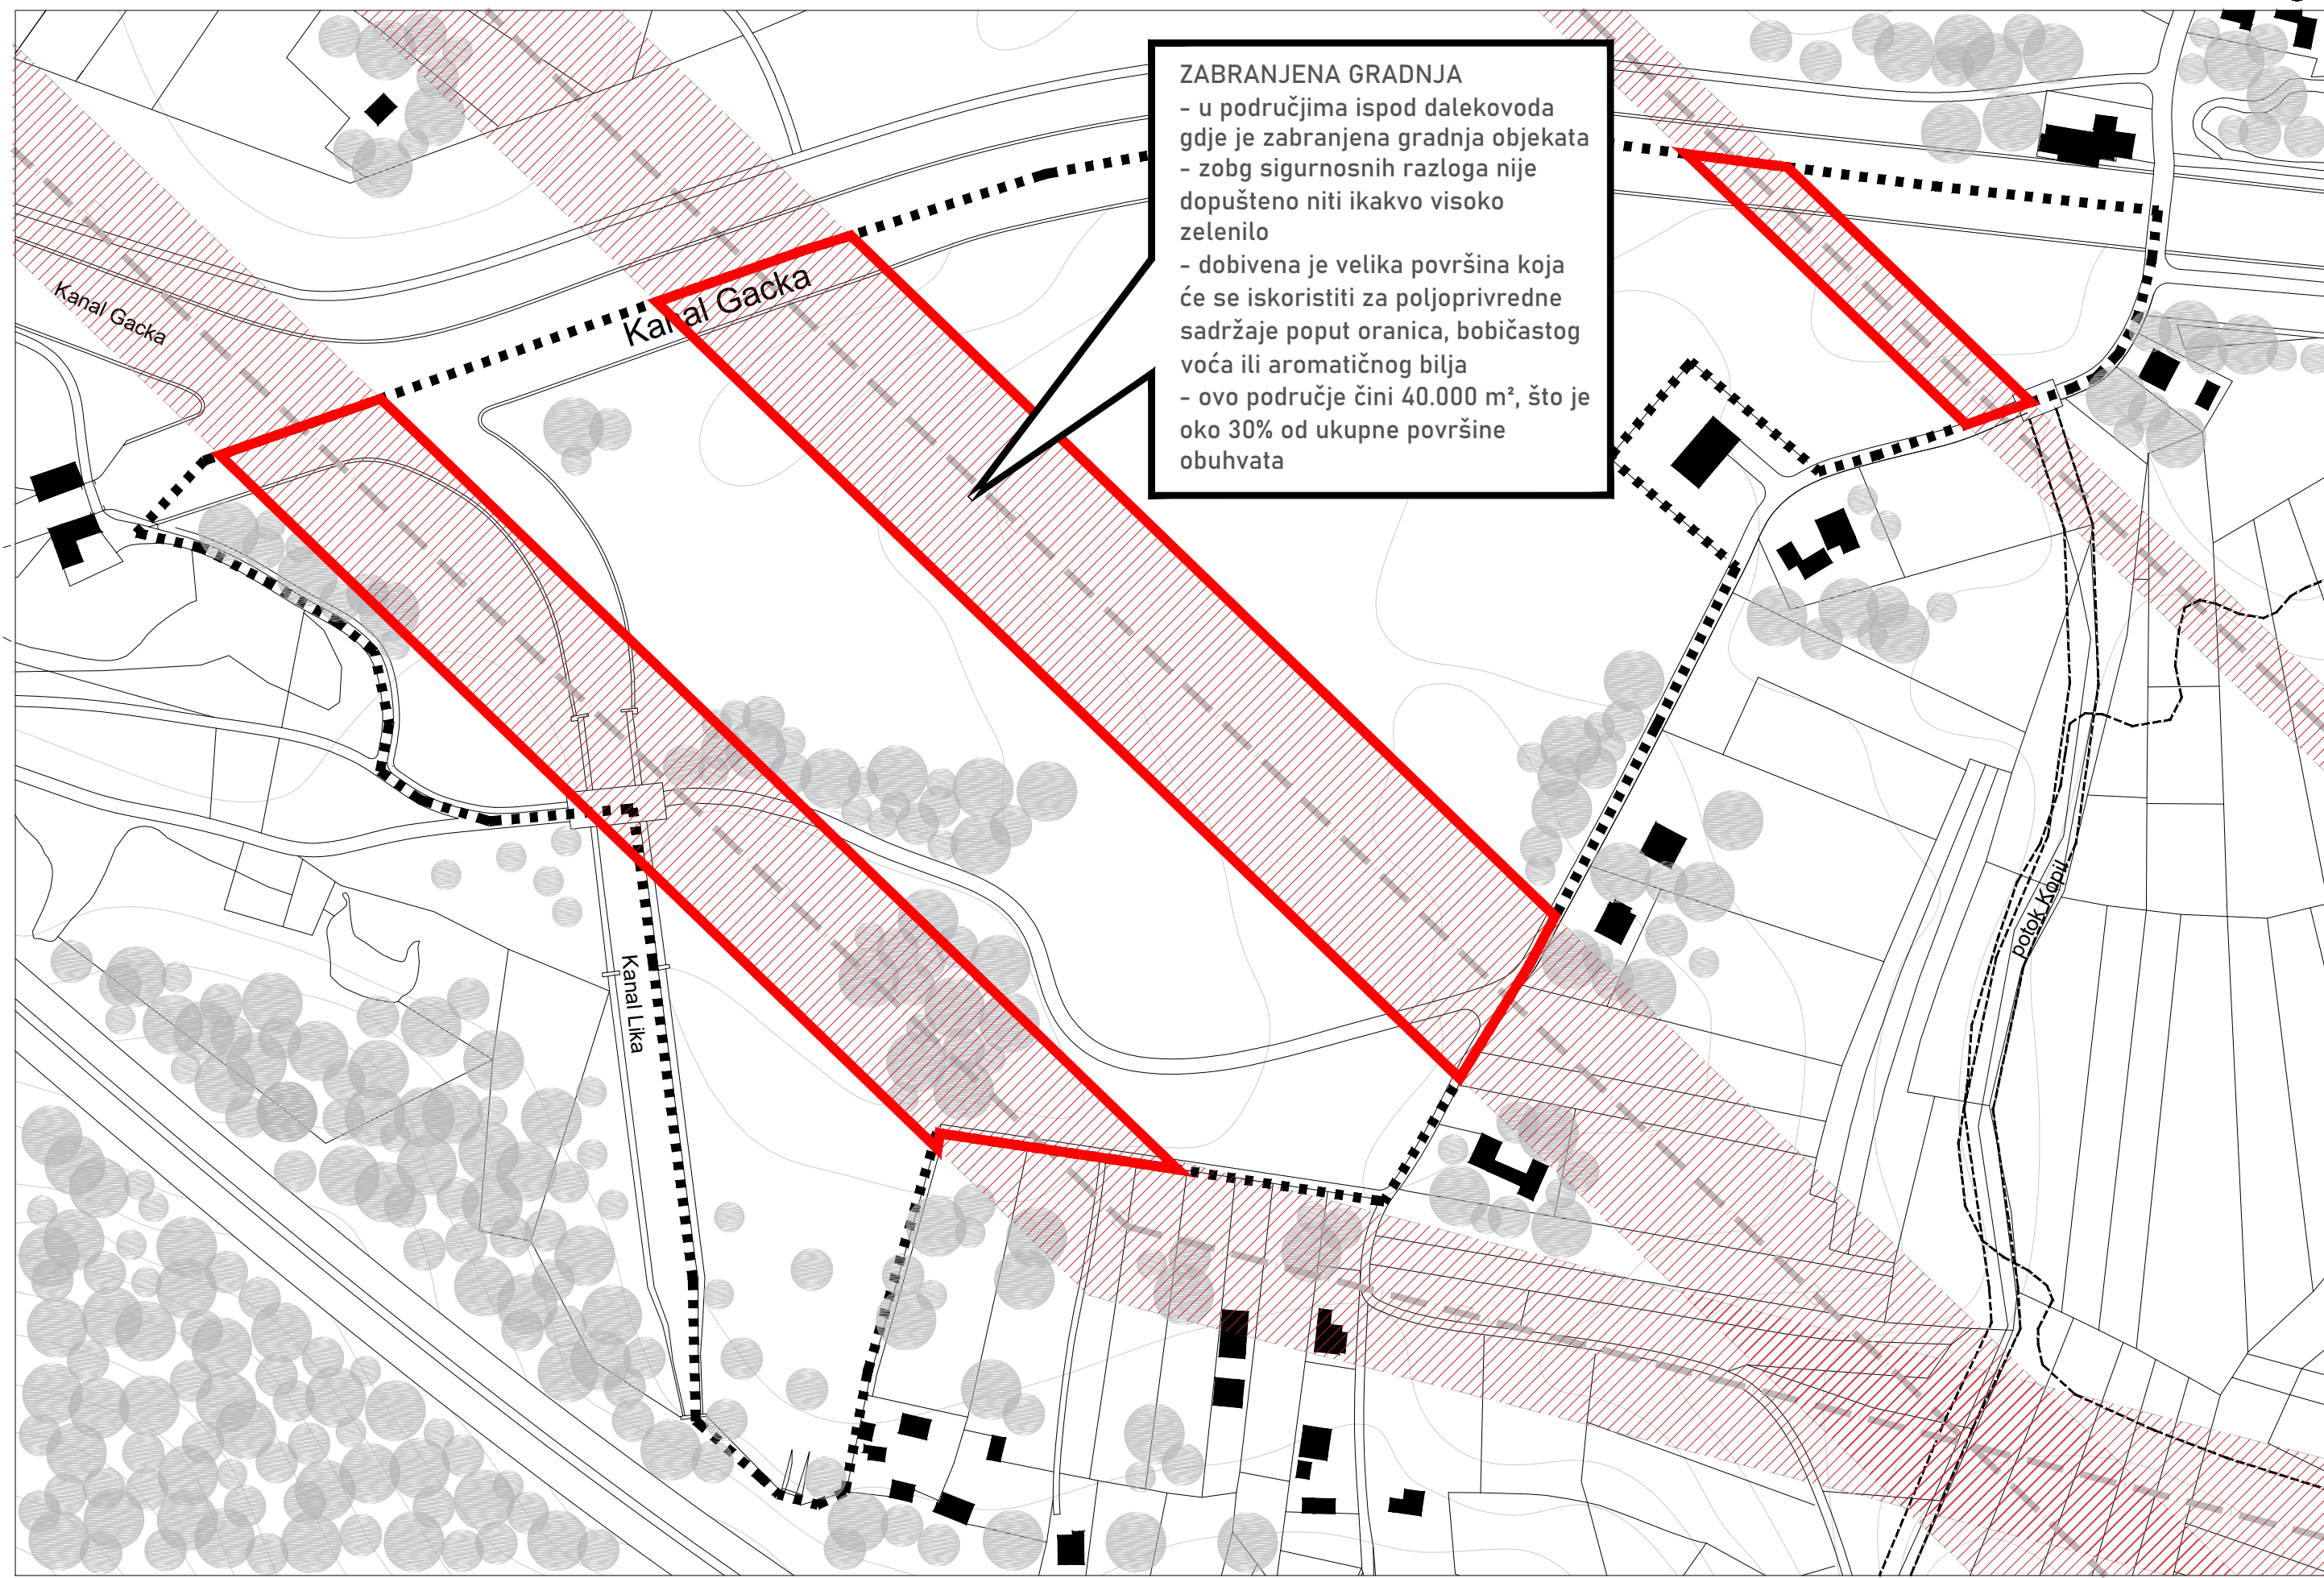 ZABRANJENA GRADNJA
- u područjima ispod dalekovoda
gdje je zabranjena gradnja objekata
- zobg sigurnosnih razloga nije
dopušteno niti ikakvo visoko
zelenilo
- dobivena je velika površina koja
će se iskoristiti za poljoprivredne
sadržaje poput oranica, bobičastog
voća ili aromatičnog bilja
- ovo područje čini 40.000 m², što je
oko 30% od ukupne površine
obuhvata
Kanal Gacka
Kanal Gacka
Kanal Lika
potok Kopil